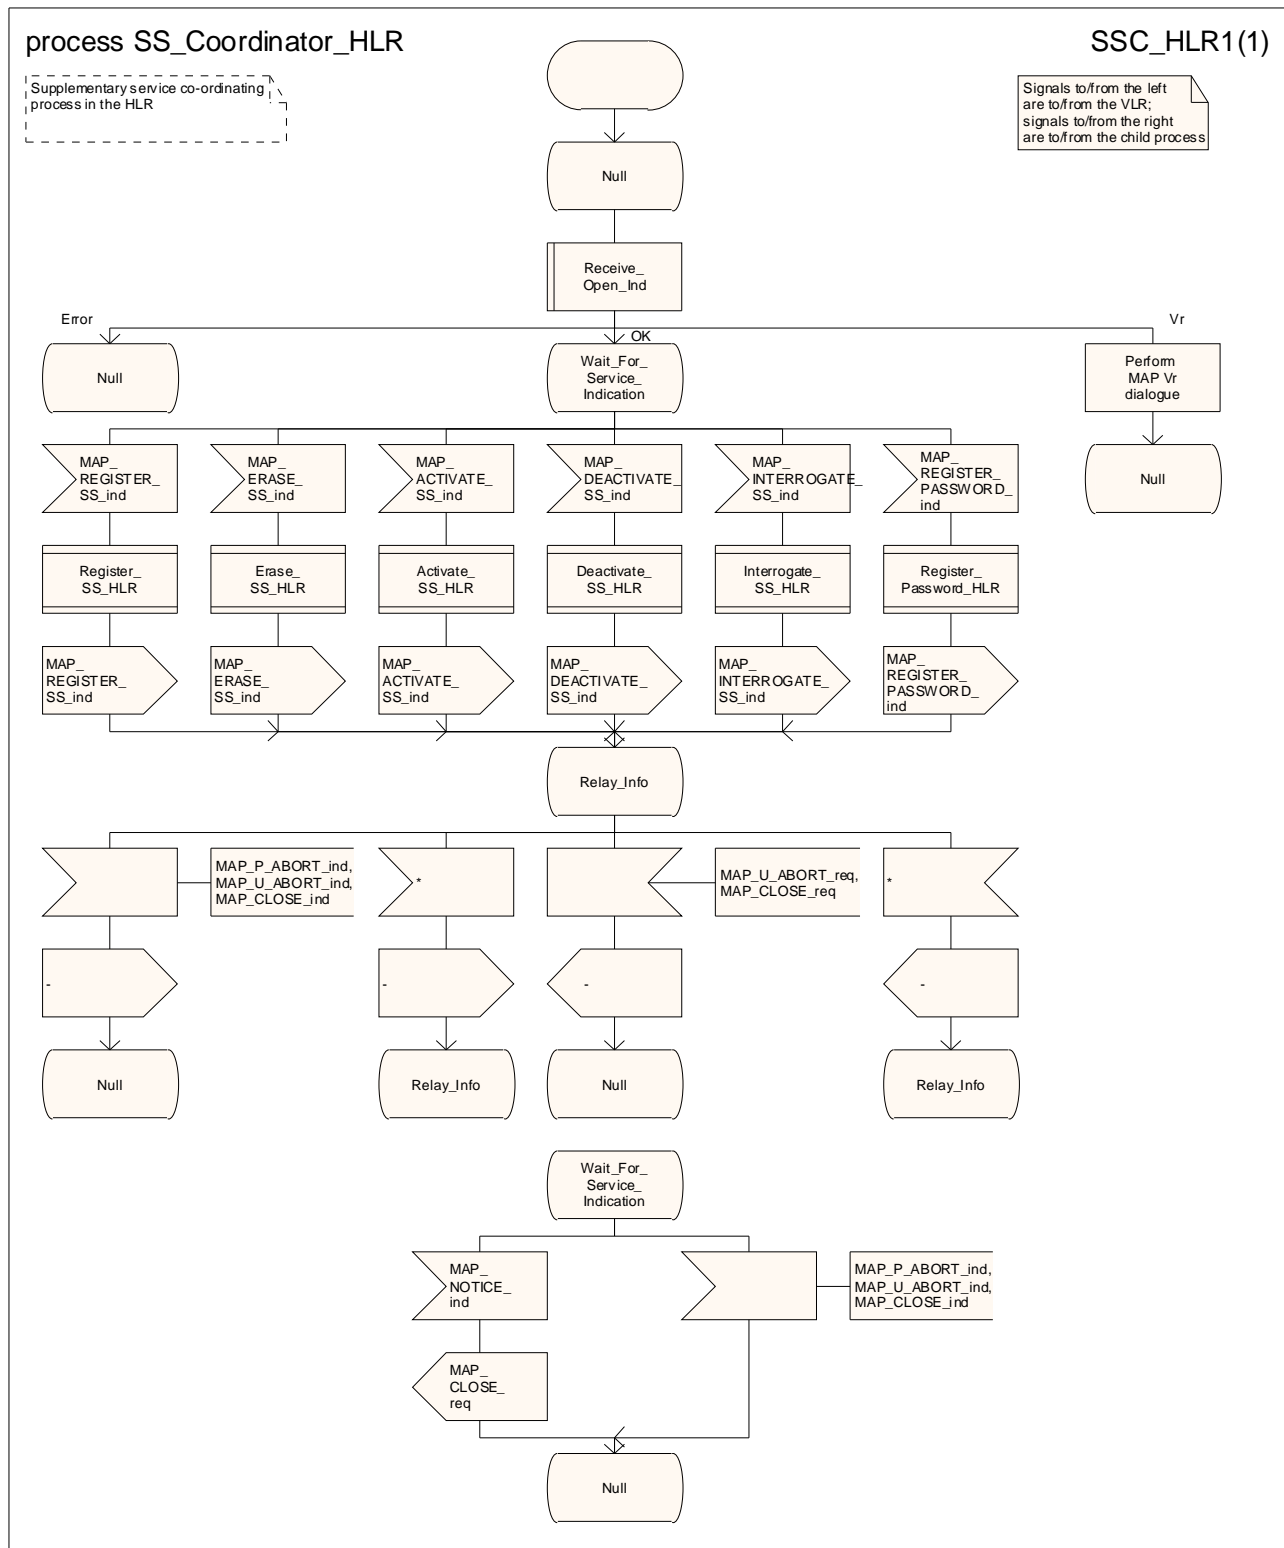 process SS_Coordinator_HLR
SSC_HLR1(1)
Supplementary service co-ordinating
process in the HLR
Signals to/from the left
are to/from the VLR;
signals to/from the right
are to/from the child process
Null
Receive_
Open_Ind
Error
OK
Vr
Null
Wait_For_
Service_
Indication
Perform
MAP Vr
dialogue
MAP_
REGISTER_
SS_ind
MAP_
ERASE_
SS_ind
MAP_
ACTIVATE_
SS_ind
MAP_
DEACTIVATE_
SS_ind
MAP_
INTERROGATE_
SS_ind
MAP_
REGISTER_
PASSWORD_
ind
Null
Register_
SS_HLR
Erase_
SS_HLR
Activate_
SS_HLR
Deactivate_
SS_HLR
Interrogate_
SS_HLR
Register_
Password_HLR
MAP_
REGISTER_
SS_ind
MAP_
ERASE_
SS_ind
MAP_
ACTIVATE_
SS_ind
MAP_
DEACTIVATE_
SS_ind
MAP_
INTERROGATE_
SS_ind
MAP_
REGISTER_
PASSWORD_
ind
Relay_Info
MAP_P_ABORT_ind,
MAP_U_ABORT_ind,
MAP_CLOSE_ind
*
MAP_U_ABORT_req,
MAP_CLOSE_req
*
-
-
-
-
Null
Relay_Info
Null
Relay_Info
Wait_For_
Service_
Indication
MAP_
NOTICE_
ind
MAP_P_ABORT_ind,
MAP_U_ABORT_ind,
MAP_CLOSE_ind
MAP_
CLOSE_
req
Null